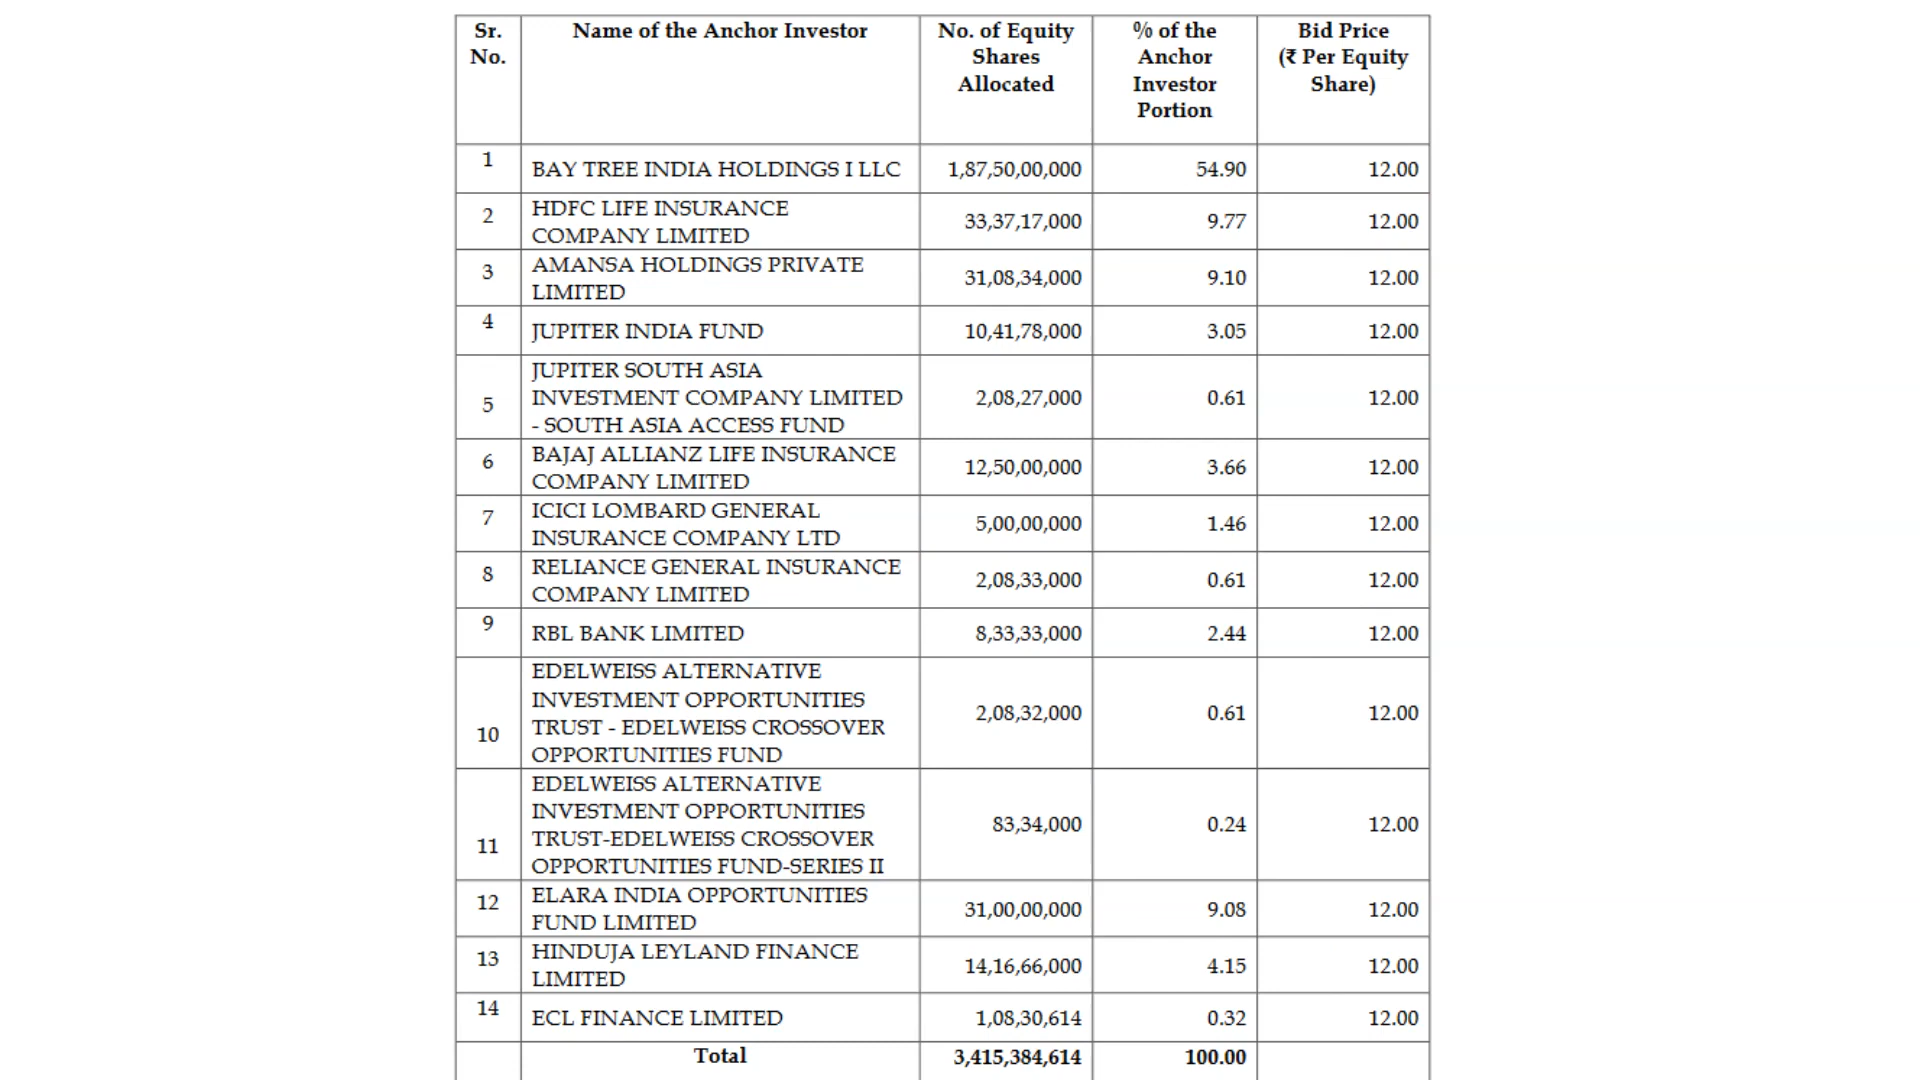 Sr. No. Name of the Anchor Investor No. of Equity Shares Allocated % of the Anchor Investor Portion Bid Price (₹ Per Equity Share)
1 BAY TREE INDIA HOLDINGS I LLC 1,87,50,00,000 54.90 12.00
2 HDFC LIFE INSURANCE COMPANY LIMITED 33,37,17,000 9.77 12.00
3 AMANSA HOLDINGS PRIVATE LIMITED 31,08,34,000 9.10 12.00
4 JUPITER INDIA FUND 10,41,78,000 3.05 12.00
5 JUPITER SOUTH ASIA INVESTMENT COMPANY LIMITED - SOUTH ASIA ACCESS FUND 2,08,27,000 0.61 12.00
6 BAJAJ ALLIANZ LIFE INSURANCE COMPANY LIMITED 12,50,00,000 3.66 12.00
7 ICICI LOMBARD GENERAL INSURANCE COMPANY LTD 5,00,00,000 1.46 12.00
8 RELIANCE GENERAL INSURANCE COMPANY LIMITED 2,08,33,000 0.61 12.00
9 RBL BANK LIMITED 8,33,33,000 2.44 12.00
10 EDELWEISS ALTERNATIVE INVESTMENT OPPORTUNITIES TRUST - EDELWEISS CROSSOVER OPPORTUNITIES FUND 2,08,32,000 0.61 12.00
11 EDELWEISS ALTERNATIVE INVESTMENT OPPORTUNITIES TRUST-EDELWEISS CROSSOVER OPPORTUNITIES FUND-SERIES II 83,34,000 0.24 12.00
12 ELARA INDIA OPPORTUNITIES FUND LIMITED 31,00,00,000 9.08 12.00
13 HINDUJA LEYLAND FINANCE LIMITED 14,16,66,000 4.15 12.00
14 ECL FINANCE LIMITED 1,08,30,614 0.32 12.00
Total 3,415,384,614 100.00